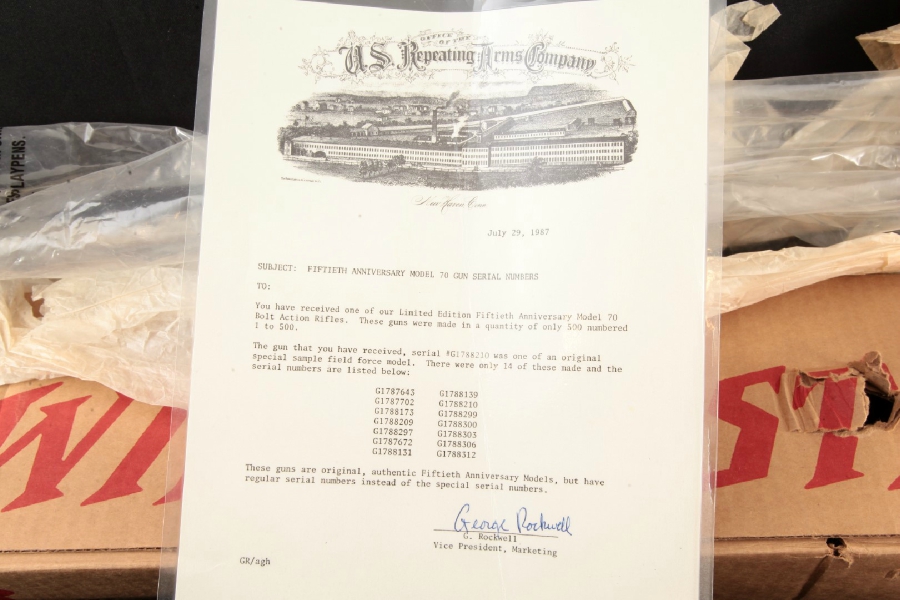 OFFICE
OF THE
U.S. Repeating Arms Company
New Haven Conn
July 29, 1987
SUBJECT: FIFTIETH ANNIVERSARY MODEL 70 GUN SERIAL NUMBERS
TO:
You have received one of our Limited Edition Fiftieth Anniversary Model 70
Bolt Action Rifles. These guns were made in a quantity of only 500 numbered
1 to 500.
The gun that you have received, serial #G1788210 was one of an original
special sample field force model. There were only 14 of these made and the
serial numbers are listed below:
G1787643 G1788139
G1787702 G1788210
G1788173 G1788299
G1788209 G1788300
G1788297 G1788303
G1787672 G1788306
G1788131 G1788312
These guns are original, authentic Fiftieth Anniversary Models, but have
regular serial numbers instead of the special serial numbers.
George Rockwell
G. Rockwell
Vice President, Marketing
GR/agh
PLAYPENS.
WIN
ST